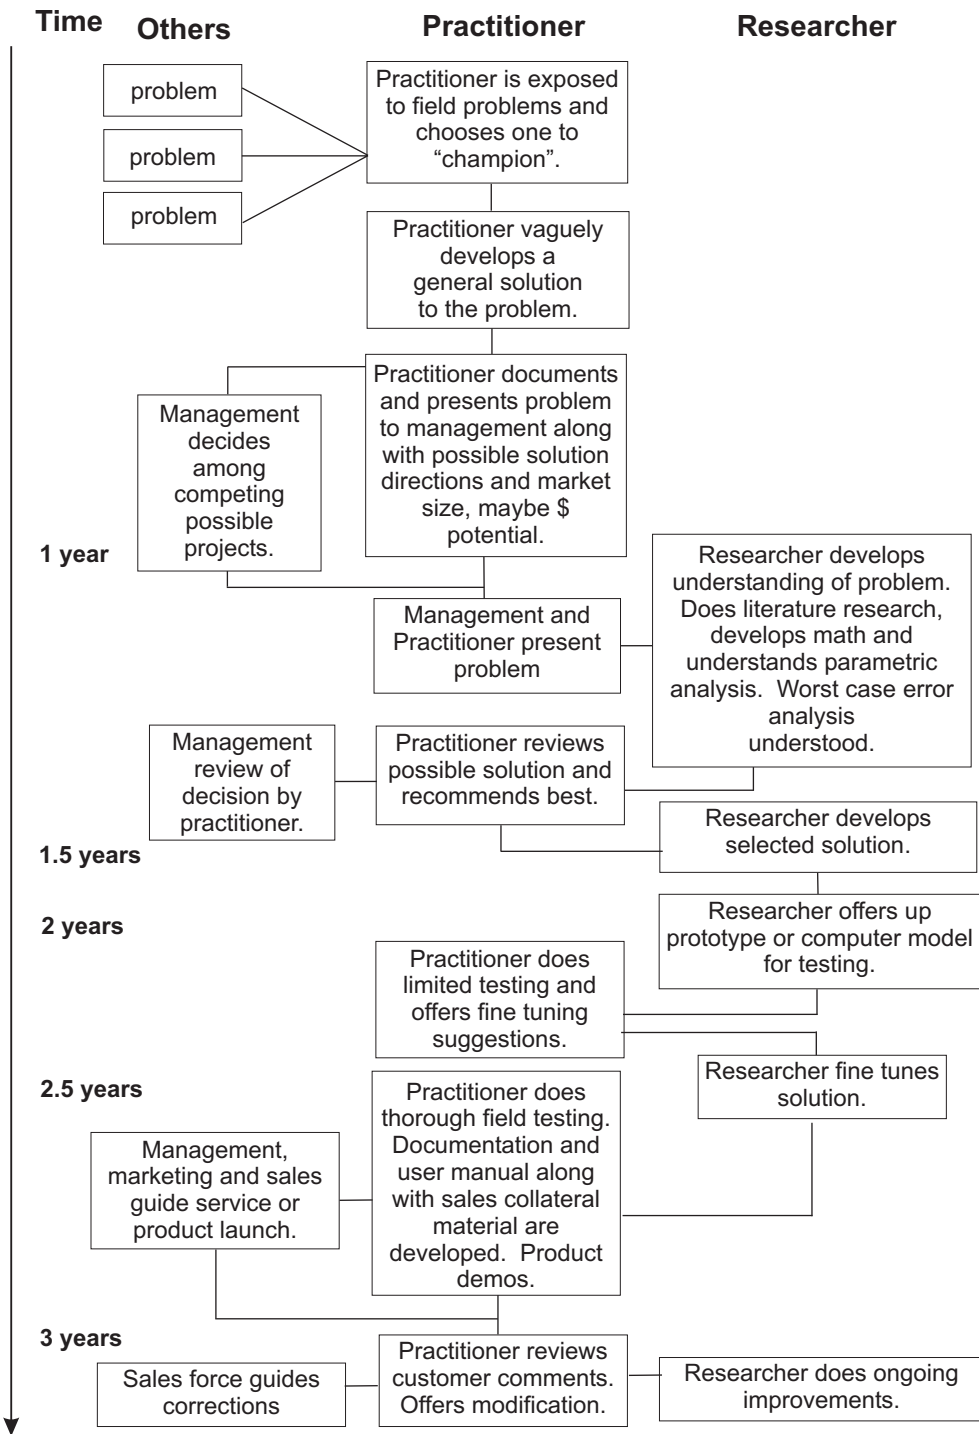 Time
Others
Practitioner
Researcher
problem
problem
problem
Practitioner is exposed
to field problems and
chooses one to
“champion”.
Practitioner vaguely
develops a
general solution
to the problem.
Practitioner documents
and presents problem
to management along
with possible solution
directions and market
size, maybe $
potential.
Management
decides
among
competing
possible
projects.
1 year
Researcher develops
understanding of problem.
Does literature research,
develops math and
understands parametric
analysis.  Worst case error
analysis
understood.
Management and
Practitioner present
problem
Management
review of
decision by
practitioner.
Practitioner reviews
possible solution and
recommends best.
1.5 years
Researcher develops
selected solution.
2 years
Researcher offers up
prototype or computer model
for testing.
Practitioner does
limited testing and
offers fine tuning
suggestions.
2.5 years
Researcher fine tunes
solution.
Practitioner does
thorough field testing.
Documentation and
user manual along
with sales collateral
material are
developed.  Product
demos.
Management,
marketing and sales
guide service or
product launch.
3 years
Sales force guides
corrections
Practitioner reviews
customer comments.
Offers modification.
Researcher does ongoing
improvements.